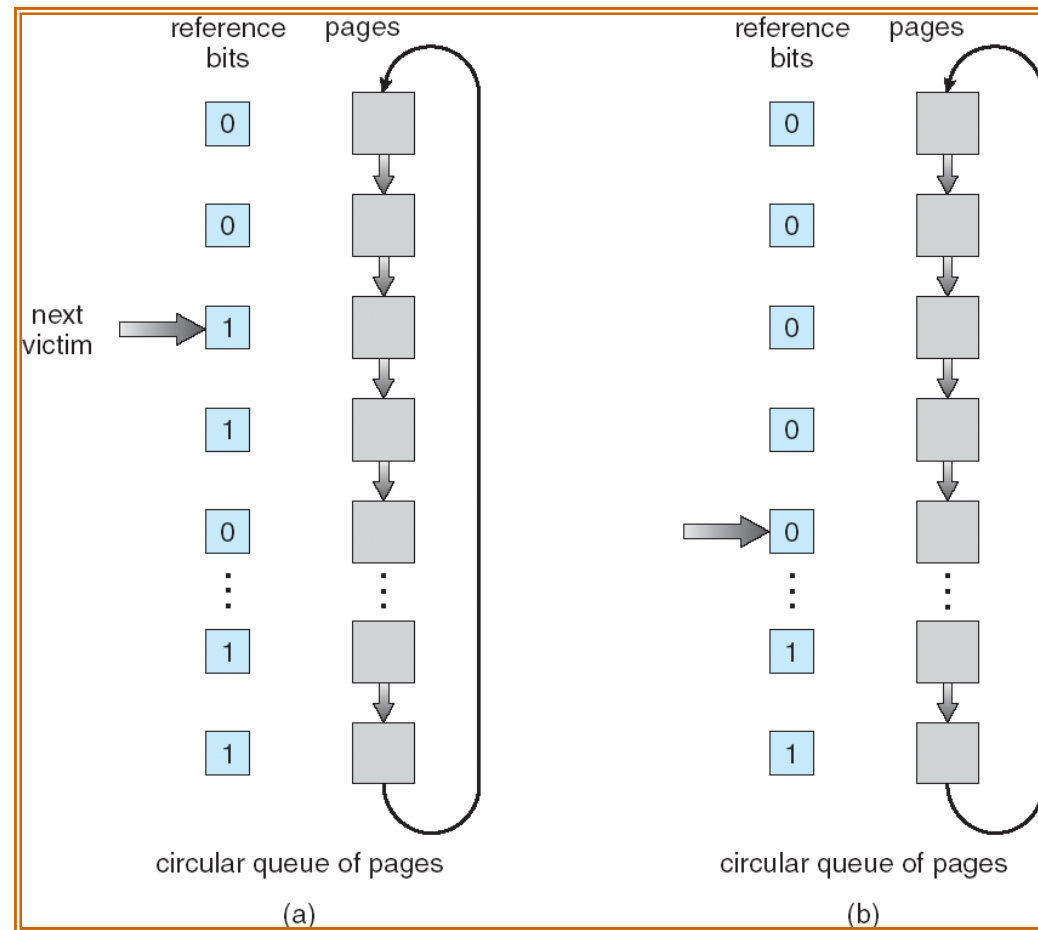 reference
bits
pages
0
0
next
victim
1
1
0
1
1
circular queue of pages
(a)
reference
bits
pages
0
0
0
0
0
1
1
circular queue of pages
(b)